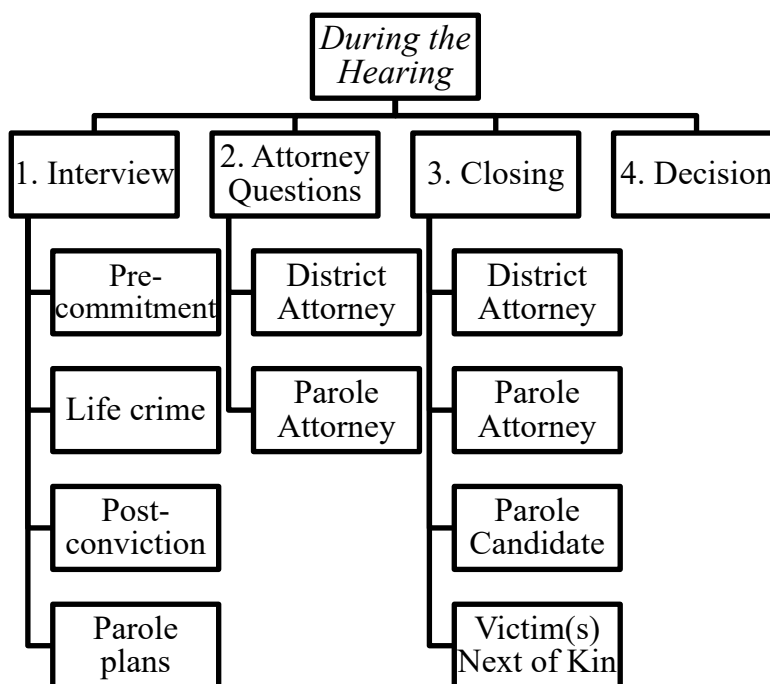 During the
Hearing
1. Interview
2. Attorney
Questions
3. Closing
4. Decision
Pre-
commitment
Life crime
Post-
conviction
Parole
plans
District
Attorney
Parole
Attorney
District
Attorney
Parole
Attorney
Parole
Candidate
Victim(s)
Next of Kin